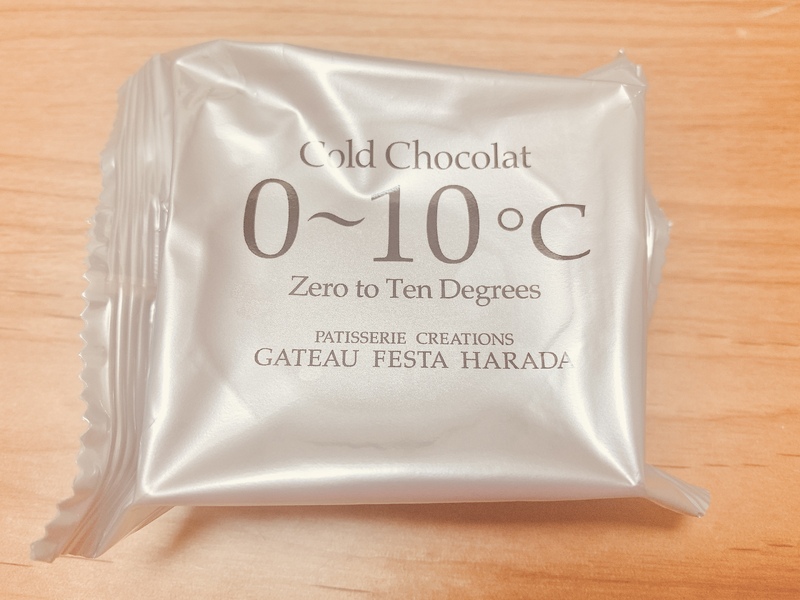 Cold Chocolat
0~10℃
Zero to Ten Degrees
PATISSERIE CREATIONS
GATEAU FESTA HARADA